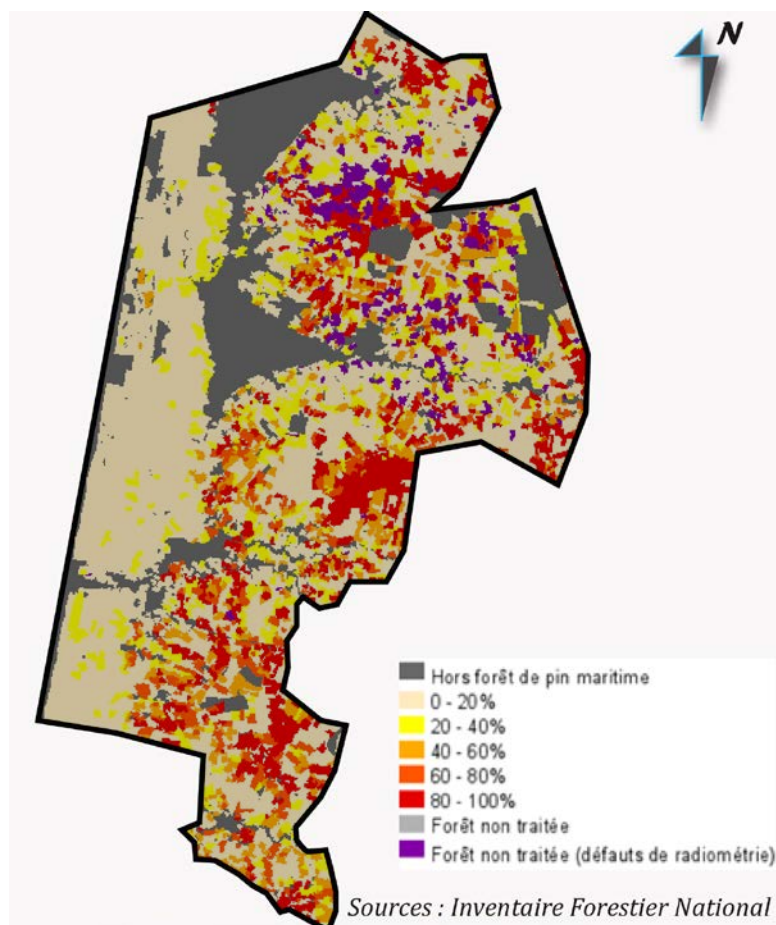 N
Hors forêt de pin maritime
0 - 20%
20 - 40%
40 - 60%
60 - 80%
80 - 100%
Forêt non traitée
Forêt non traitée (défauts de radiométrie)
Sources : Inventaire Forestier National